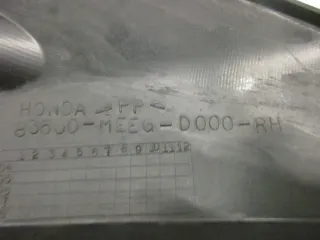 HONDA >PP<
83600-MEEG-D000-RH
1 2 3 4 5 6 7 8 9 10 11 12